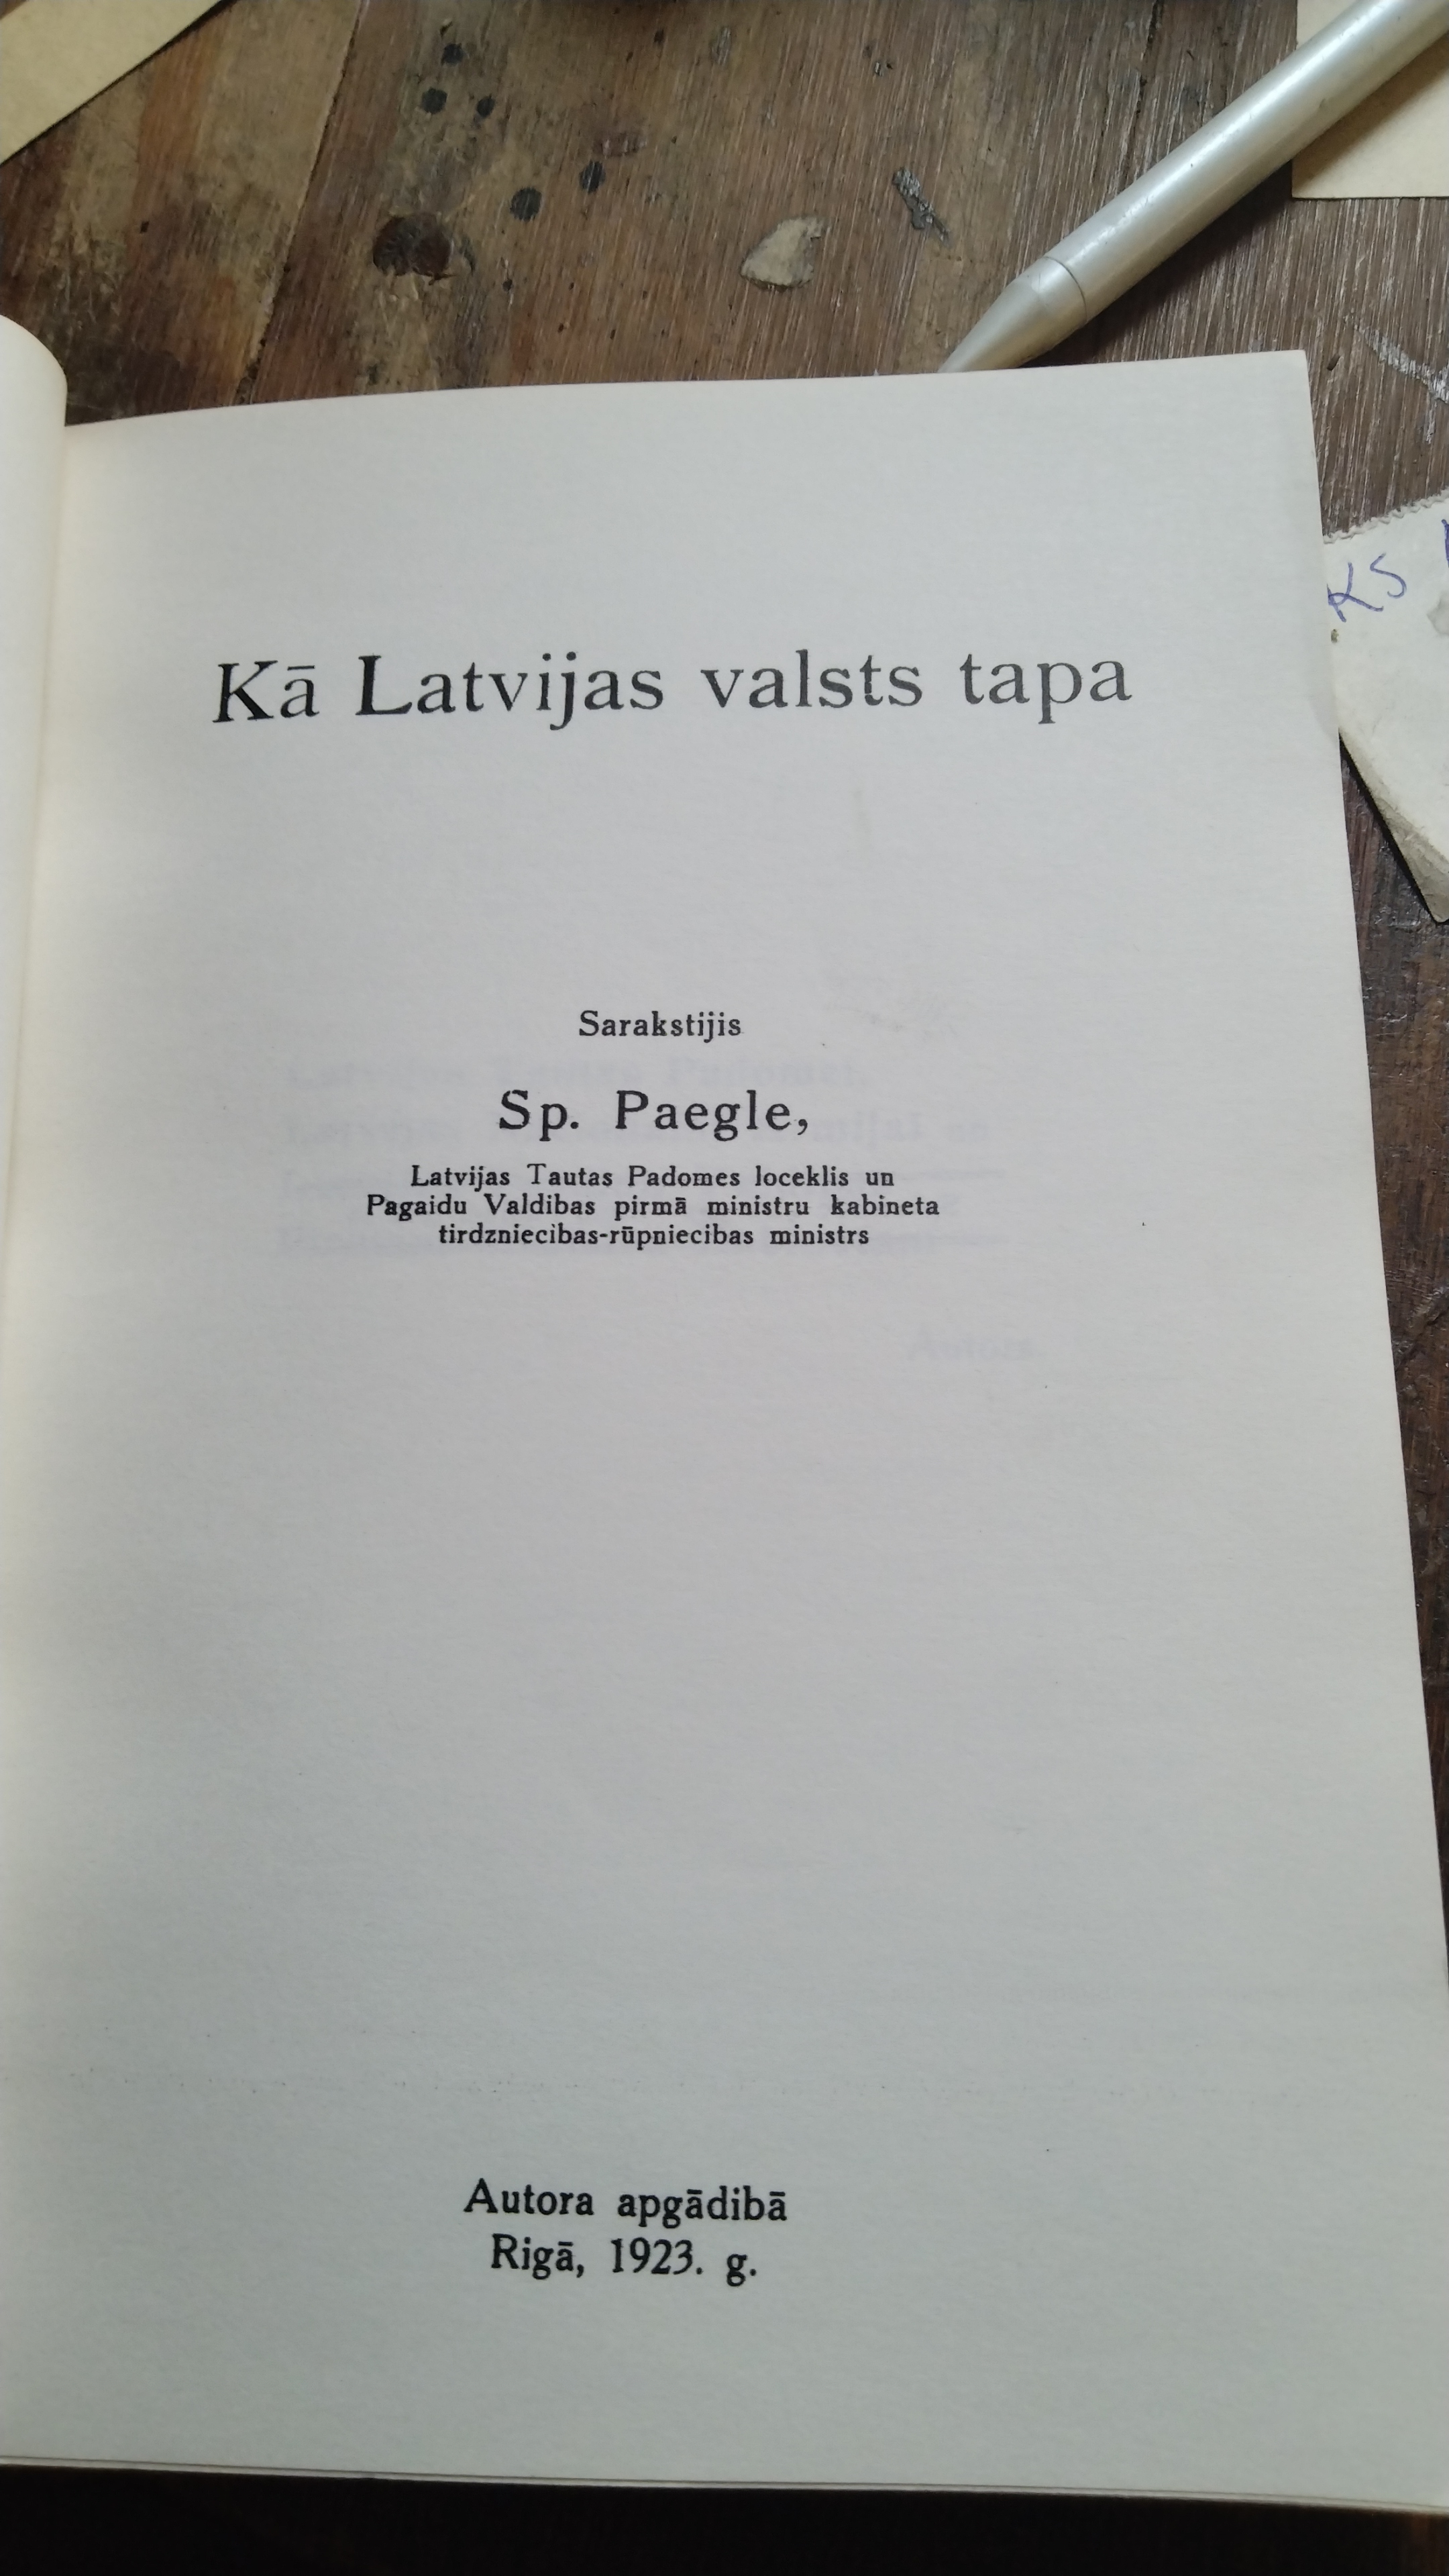 Kā Latvijas valsts tapa
Sarakstijis
Sp. Paegle,
Latvijas Tautas Padomes loceklis un
Pagaidu Valdibas pirmā ministru kabineta
tirdzniecibas-rūpniecibas ministrs
Autora apgādibā
Rigā, 1923. g.
KS